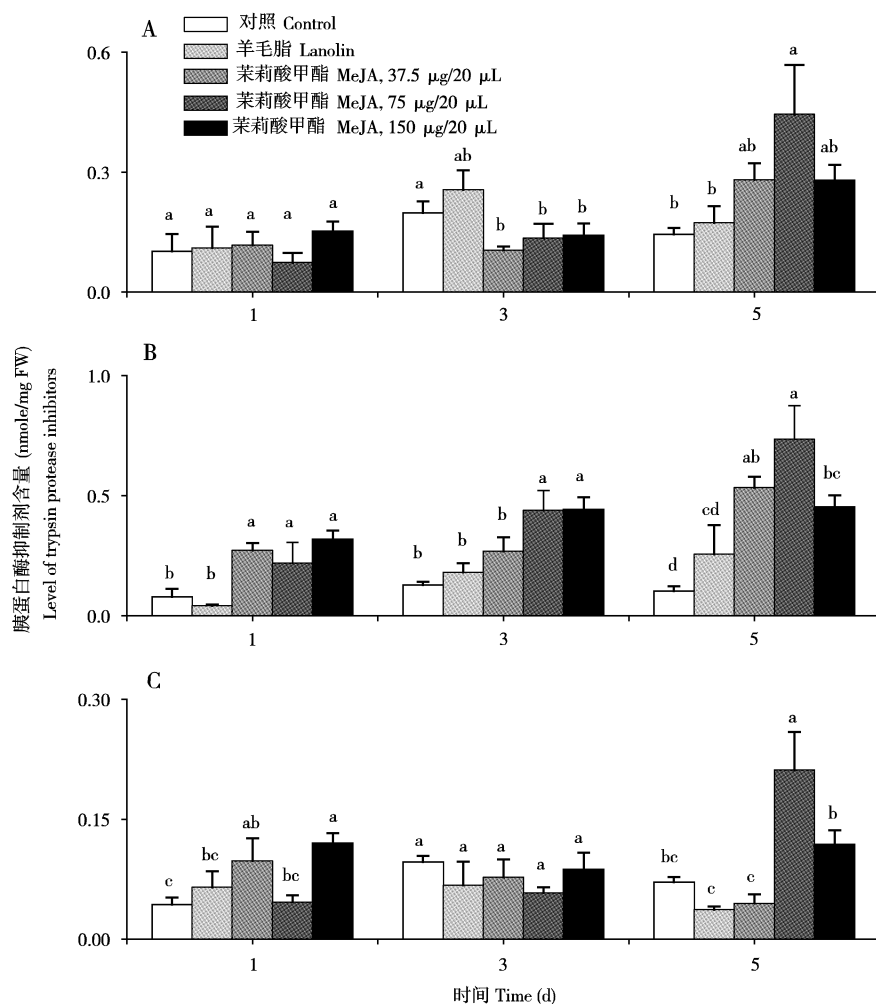 A
对照 Control
羊毛脂 Lanolin
茉莉酸甲酯 MeJA, 37.5 μg/20 μL
茉莉酸甲酯 MeJA, 75 μg/20 μL
茉莉酸甲酯 MeJA, 150 μg/20 μL
0.6
0.3
0.0
a a a a a
a ab b b b
b b ab a ab
1 3 5
B
1.0
0.5
0.0
b b a a a
b b b a a
d cd ab a bc
1 3 5
C
0.30
0.15
0.00
c bc ab bc a
a a a a a
bc c c a b
1 3 5
胰蛋白酶抑制剂含量 (nmole/mg FW)
Level of trypsin protease inhibitors
时间 Time (d)